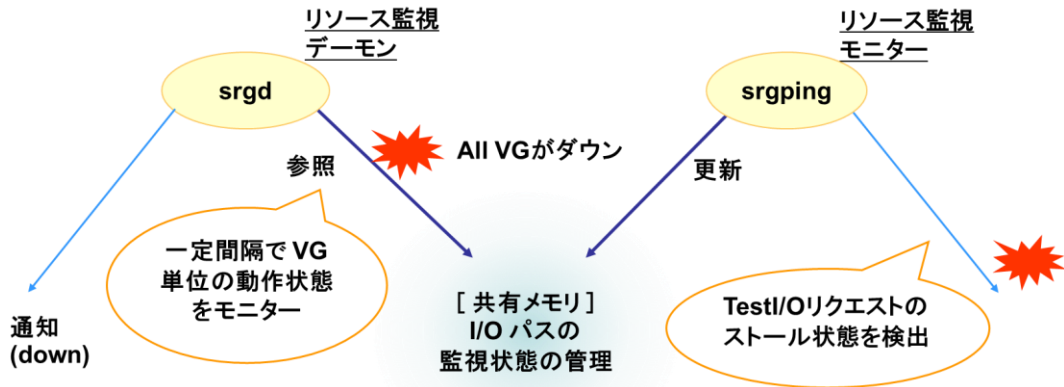 リソース監視
デーモン
srgd
リソース監視
モニター
srgping
参照
All VGがダウン
更新
一定間隔で VG
単位の動作状態
をモニター
通知
(down)
[ 共有メモリ ]
I/O パスの
監視状態の管理
TestI/Oリクエストの
ストール状態を検出